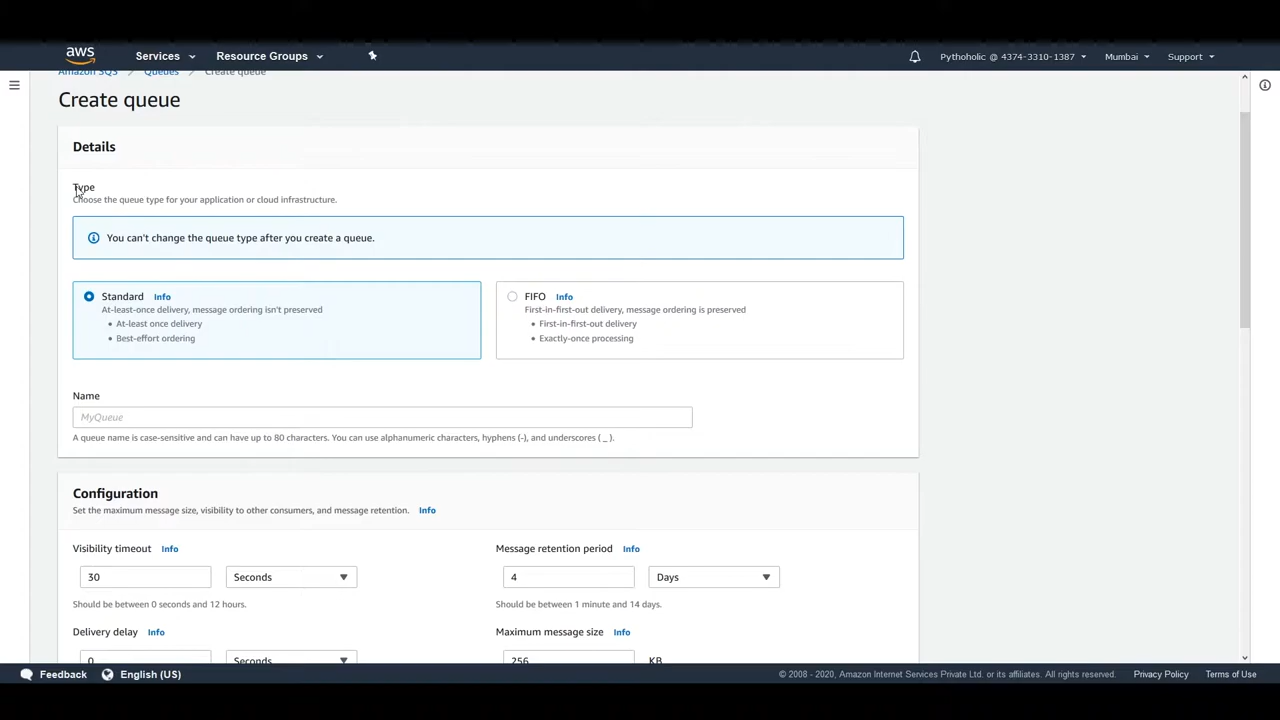 aws Services Resource Groups Pythoholic @ 4374-3310-1387 Mumbai Support
Amazon SQS Queues Create queue
Create queue
Details
Type
Choose the queue type for your application or cloud infrastructure.
You can't change the queue type after you create a queue.
Standard Info
At-least-once delivery, message ordering isn't preserved
• At-least once delivery
• Best-effort ordering
FIFO Info
First-in-first-out delivery, message ordering is preserved
• First-in-first-out delivery
• Exactly-once processing
Name
MyQueue
A queue name is case-sensitive and can have up to 80 characters. You can use alphanumeric characters, hyphens (-), and underscores ( _ ).
Configuration
Set the maximum message size, visibility to other consumers, and message retention. Info
Visibility timeout Info
30 Seconds
Should be between 0 seconds and 12 hours.
Message retention period Info
4 Days
Should be between 1 minute and 14 days.
Delivery delay Info
0 Seconds
Maximum message size Info
256 KB
Feedback English (US) © 2008 - 2020, Amazon Internet Services Private Ltd. or its affiliates. All rights reserved. Privacy Policy Terms of Use